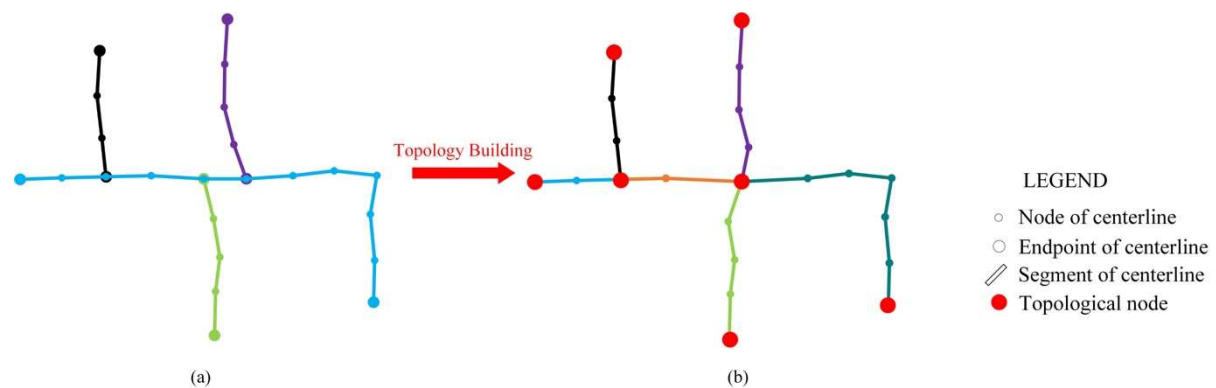 Topology Building
LEGEND
Node of centerline
Endpoint of centerline
Segment of centerline
Topological node
(a)
(b)